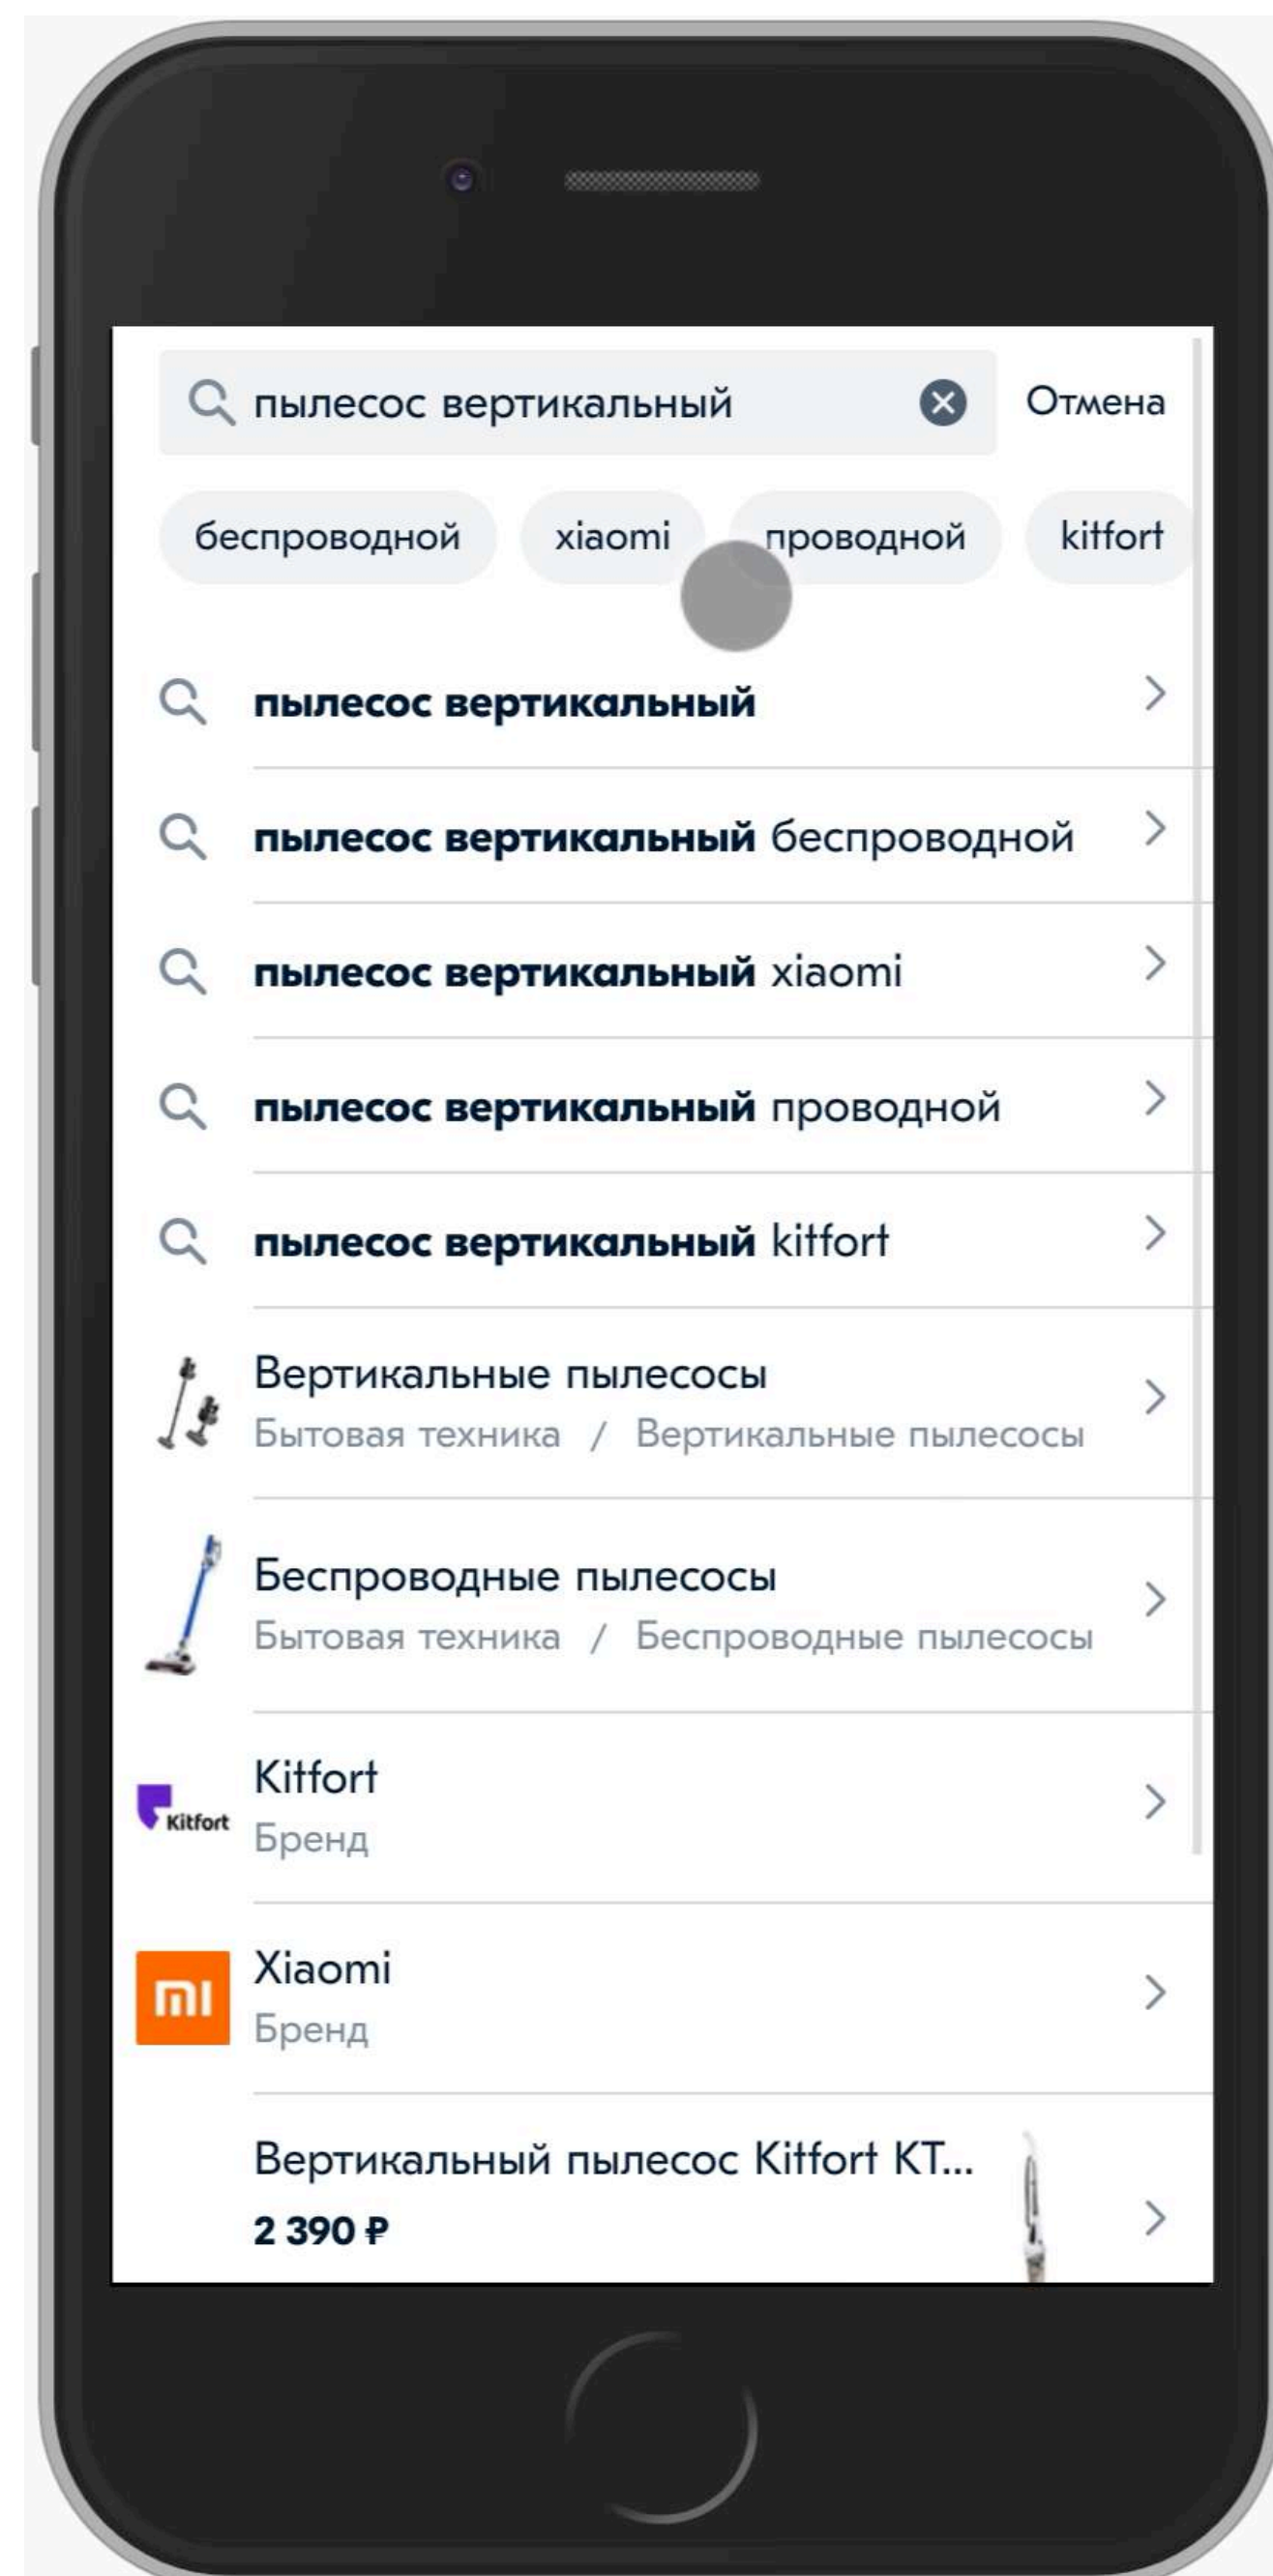 пылесос вертикальный
Отмена
беспроводной xiaomi проводной kitfort
пылесос вертикальный
пылесос вертикальный беспроводной
пылесос вертикальный xiaomi
пылесос вертикальный проводной
пылесос вертикальный kitfort
Вертикальные пылесосы
Бытовая техника / Вертикальные пылесосы
Беспроводные пылесосы
Бытовая техника / Беспроводные пылесосы
Kitfort
Kitfort
Бренд
mi
Xiaomi
Бренд
Вертикальный пылесос Kitfort КТ...
2 390 ₽